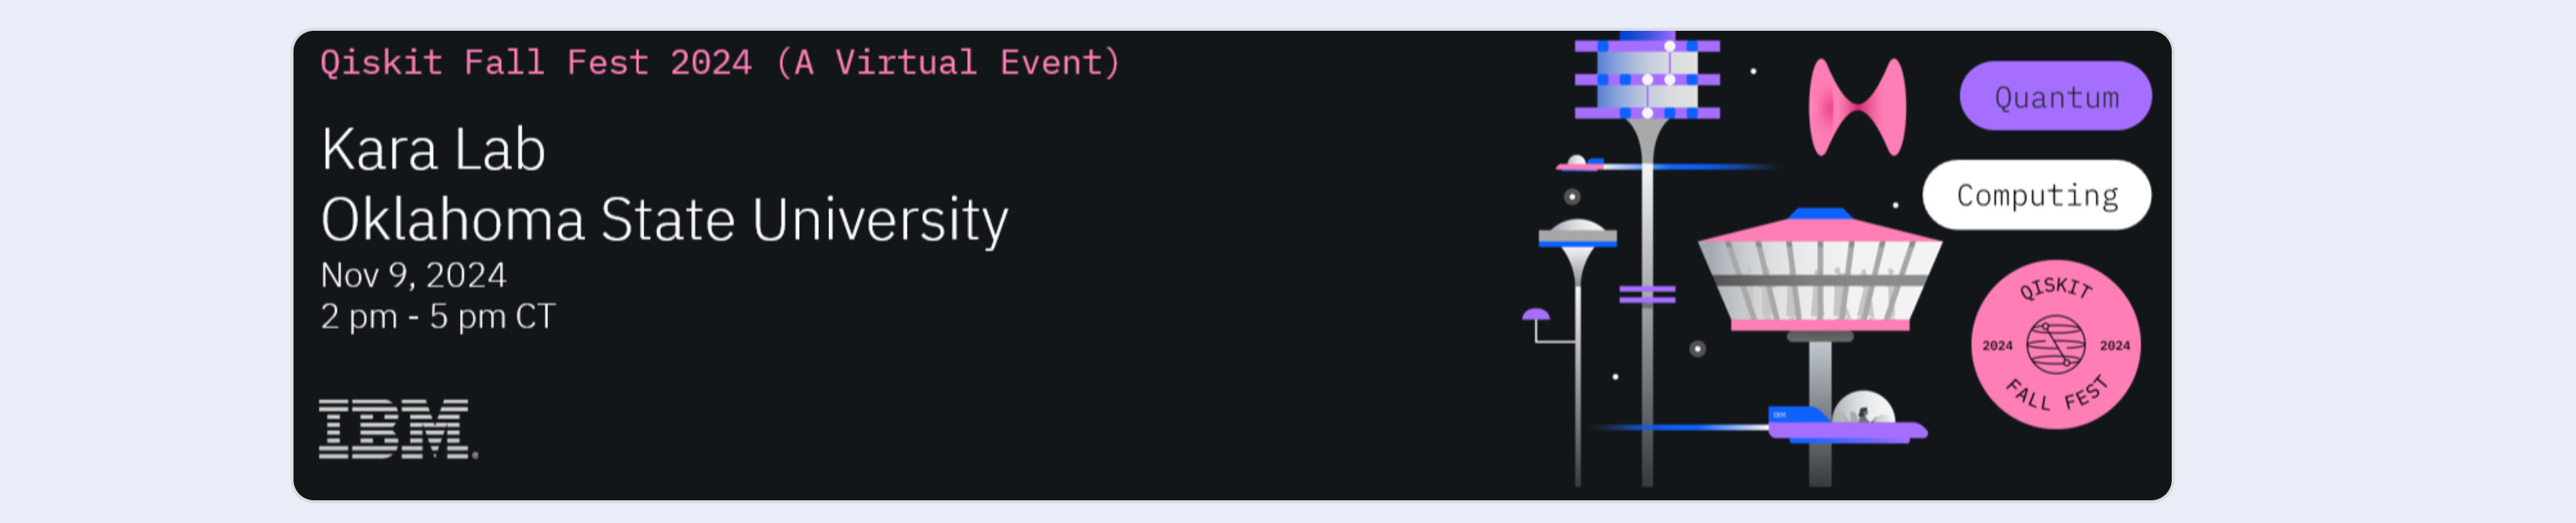 Qiskit Fall Fest 2024 (A Virtual Event)
Kara Lab
Oklahoma State University
Nov 9, 2024
2 pm - 5 pm CT
IBM®
Quantum
Computing
QISKIT
2024 2024
FALL FEST
IBM